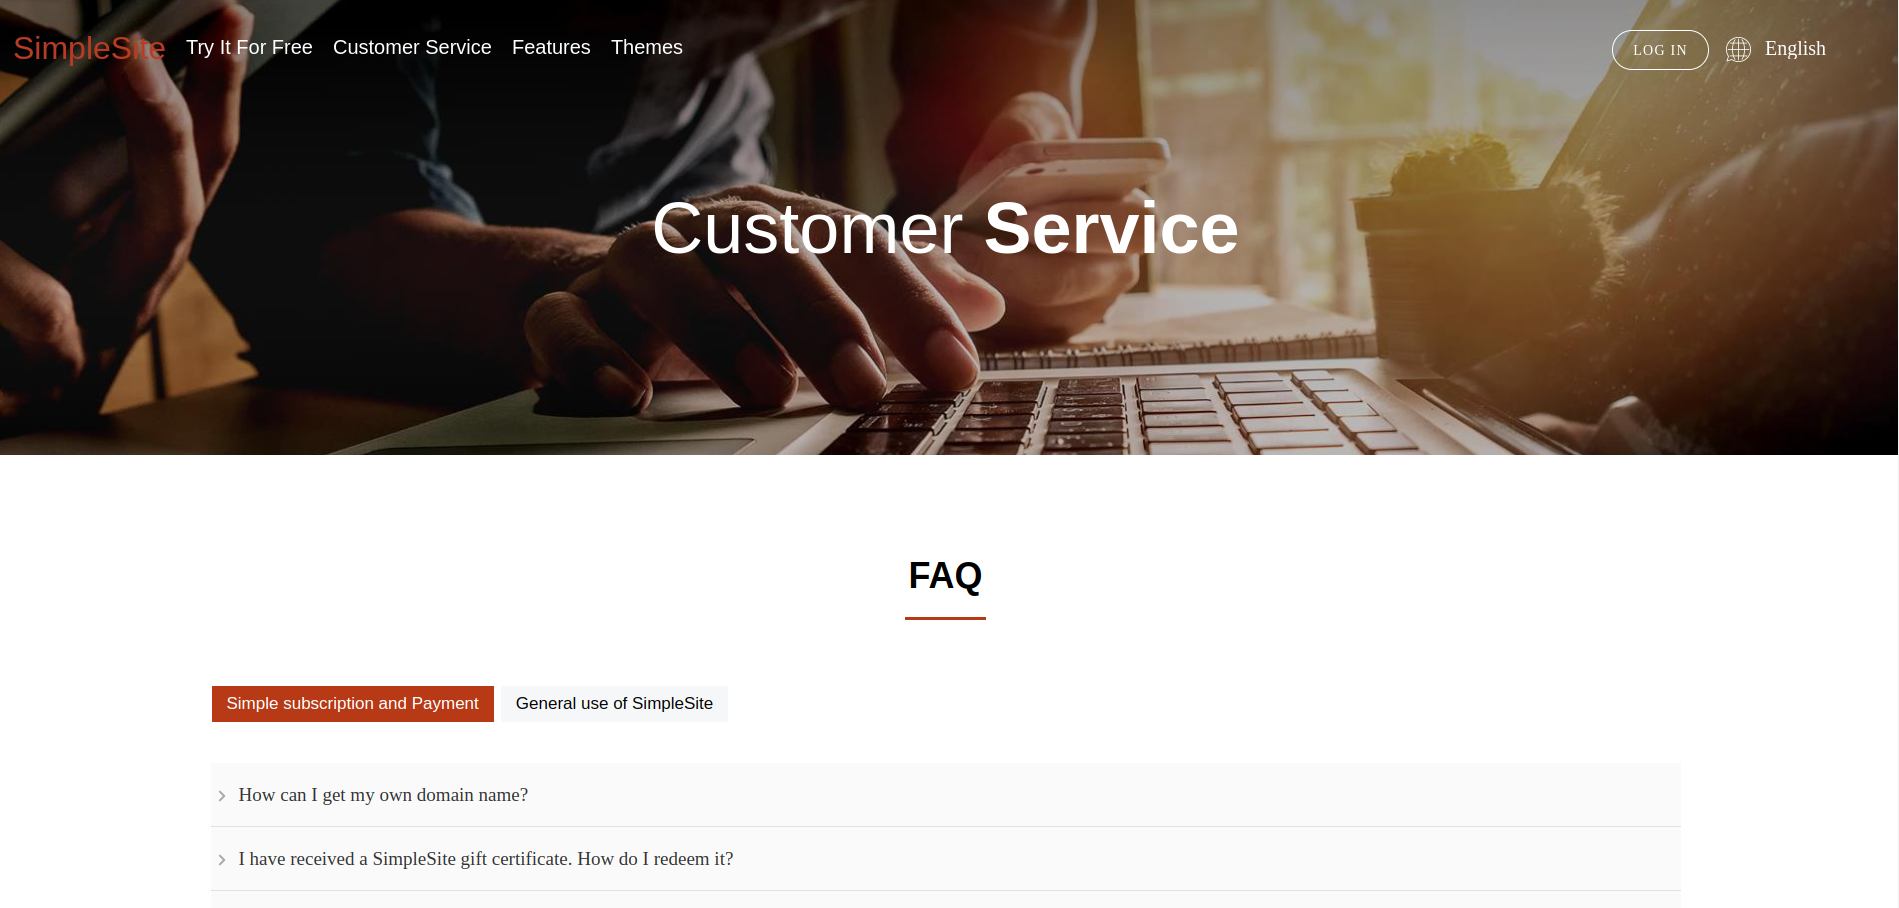 SimpleSite Try It For Free Customer Service Features Themes LOG IN English
Customer Service
FAQ
Simple subscription and Payment General use of SimpleSite
How can I get my own domain name?
I have received a SimpleSite gift certificate. How do I redeem it?